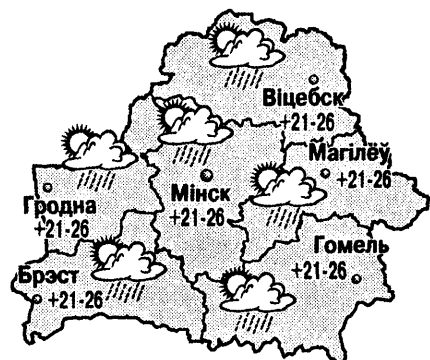 Віцебск
+21-26
Магілёў
+21-26
Мінск
+21-26
Гродна
+21-26
Гомель
+21-26
Брэст
+21-26